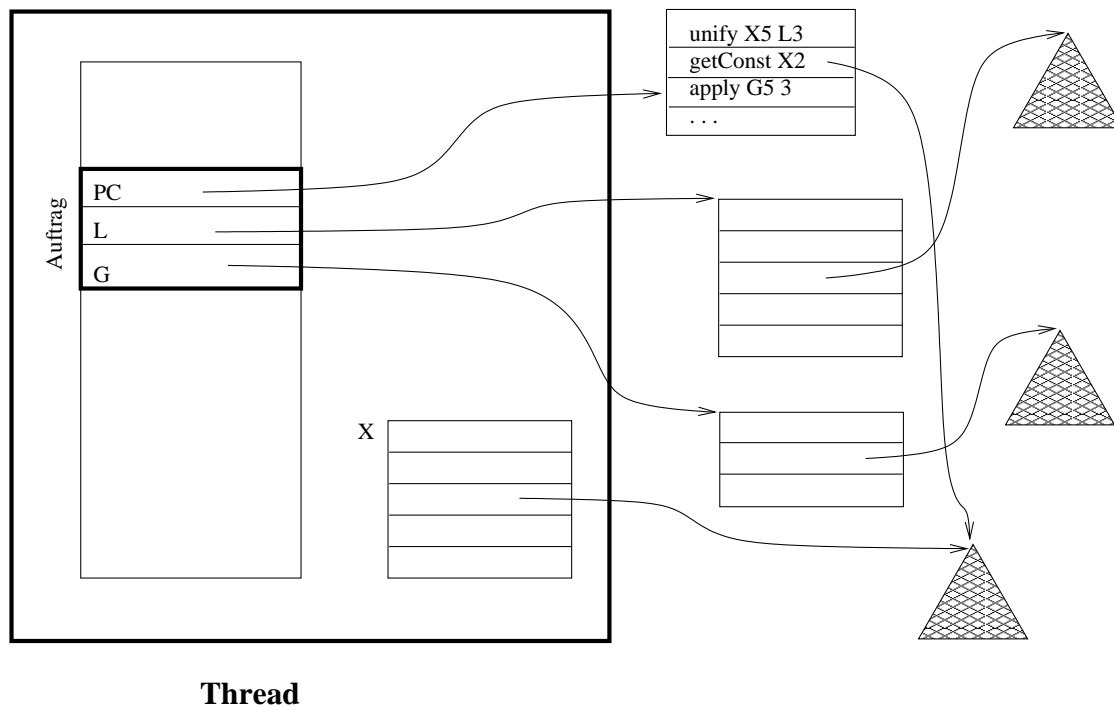 unify X5 L3
getConst X2
apply G5 3
. . .
Auftrag
PC
L
G
X
Thread